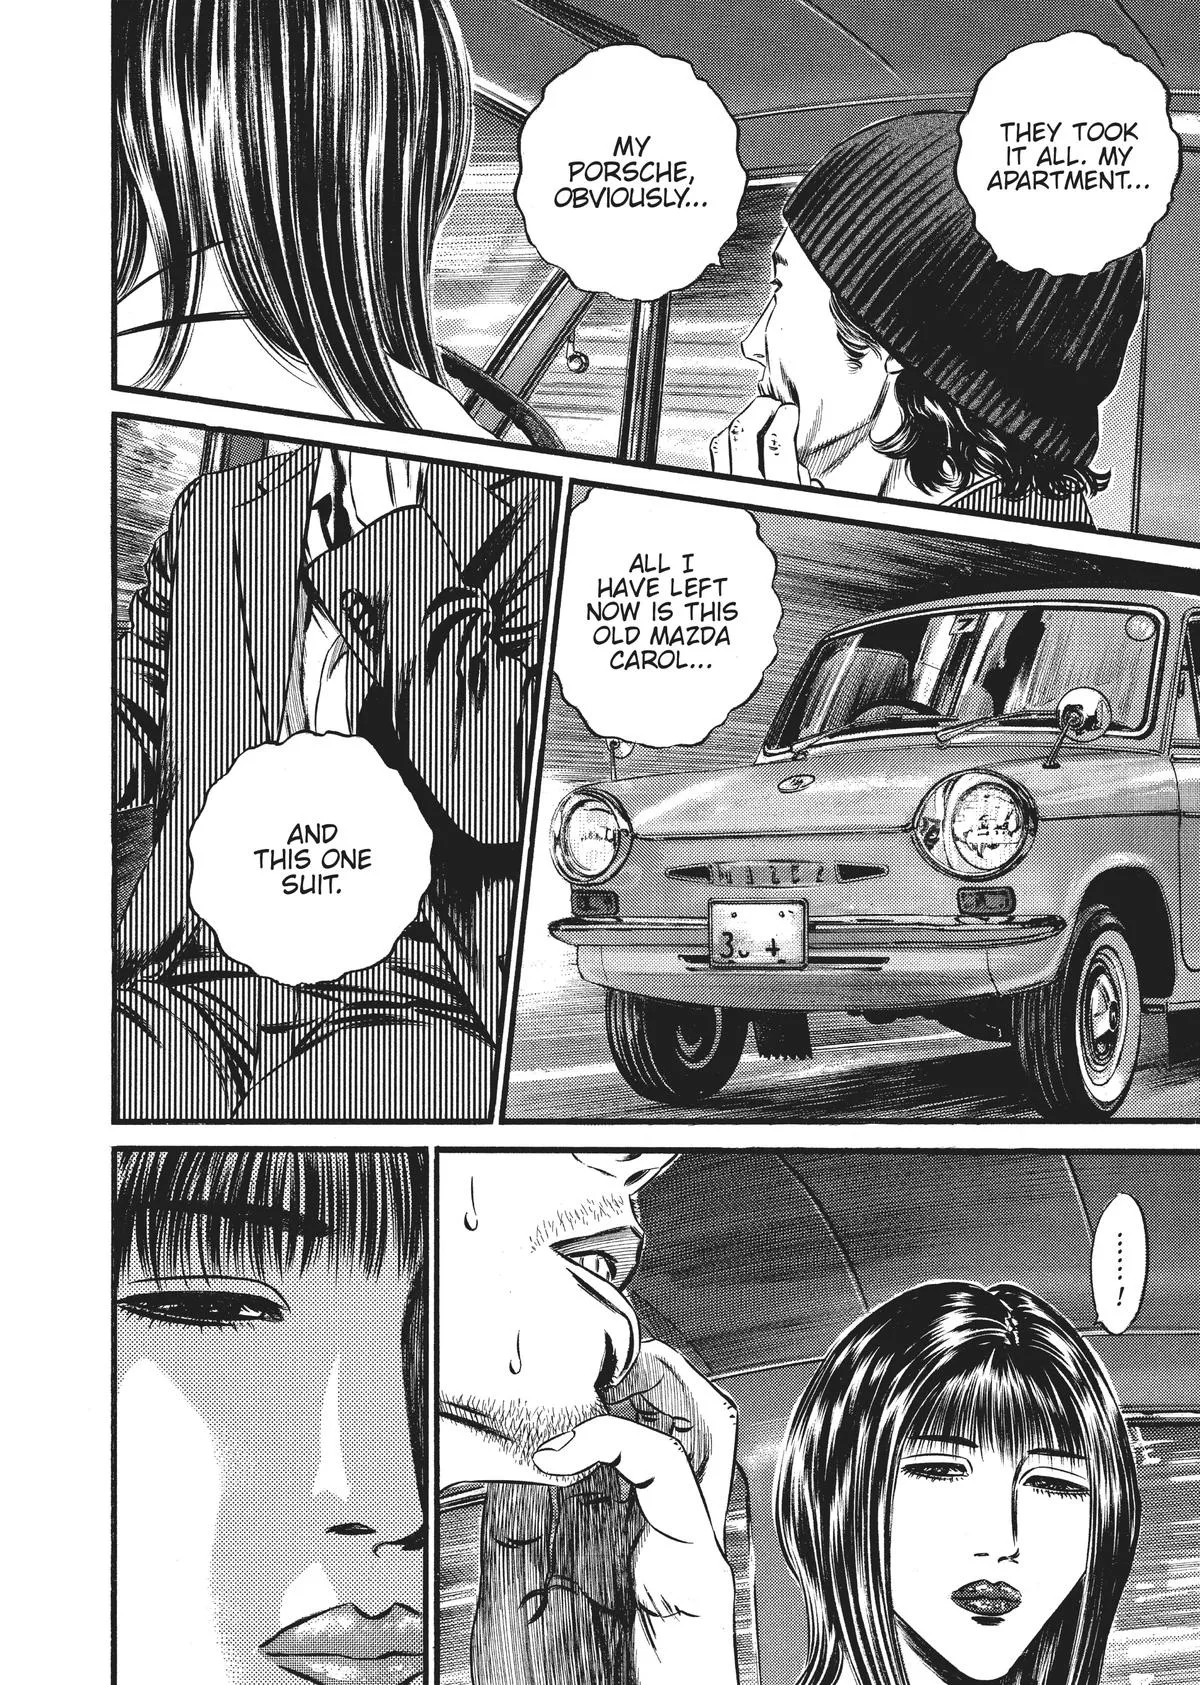 THEY TOOK
IT ALL. MY
APARTMENT...
MY
PORSCHE,
OBVIOUSLY...
ALL I
HAVE LEFT
NOW IS THIS
OLD MAZDA
CAROL...
AND
THIS ONE
SUIT.
......!